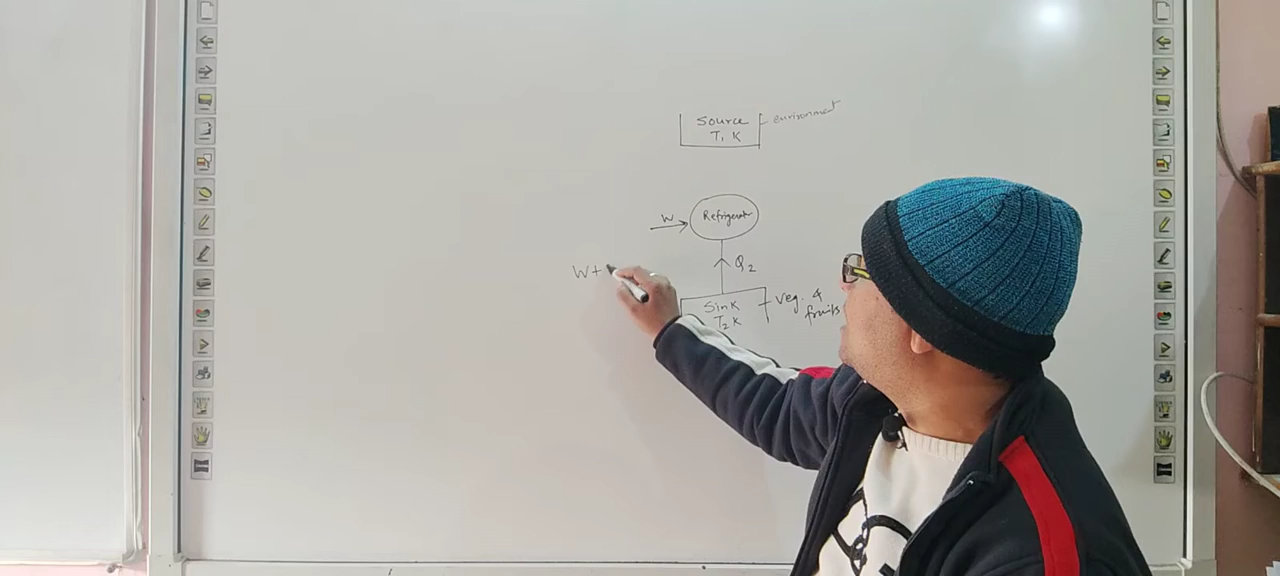 Source
T₁ K
environment
W
Refrigerator
Q₂
W+
Sink
T₂ K
veg. &
fruits